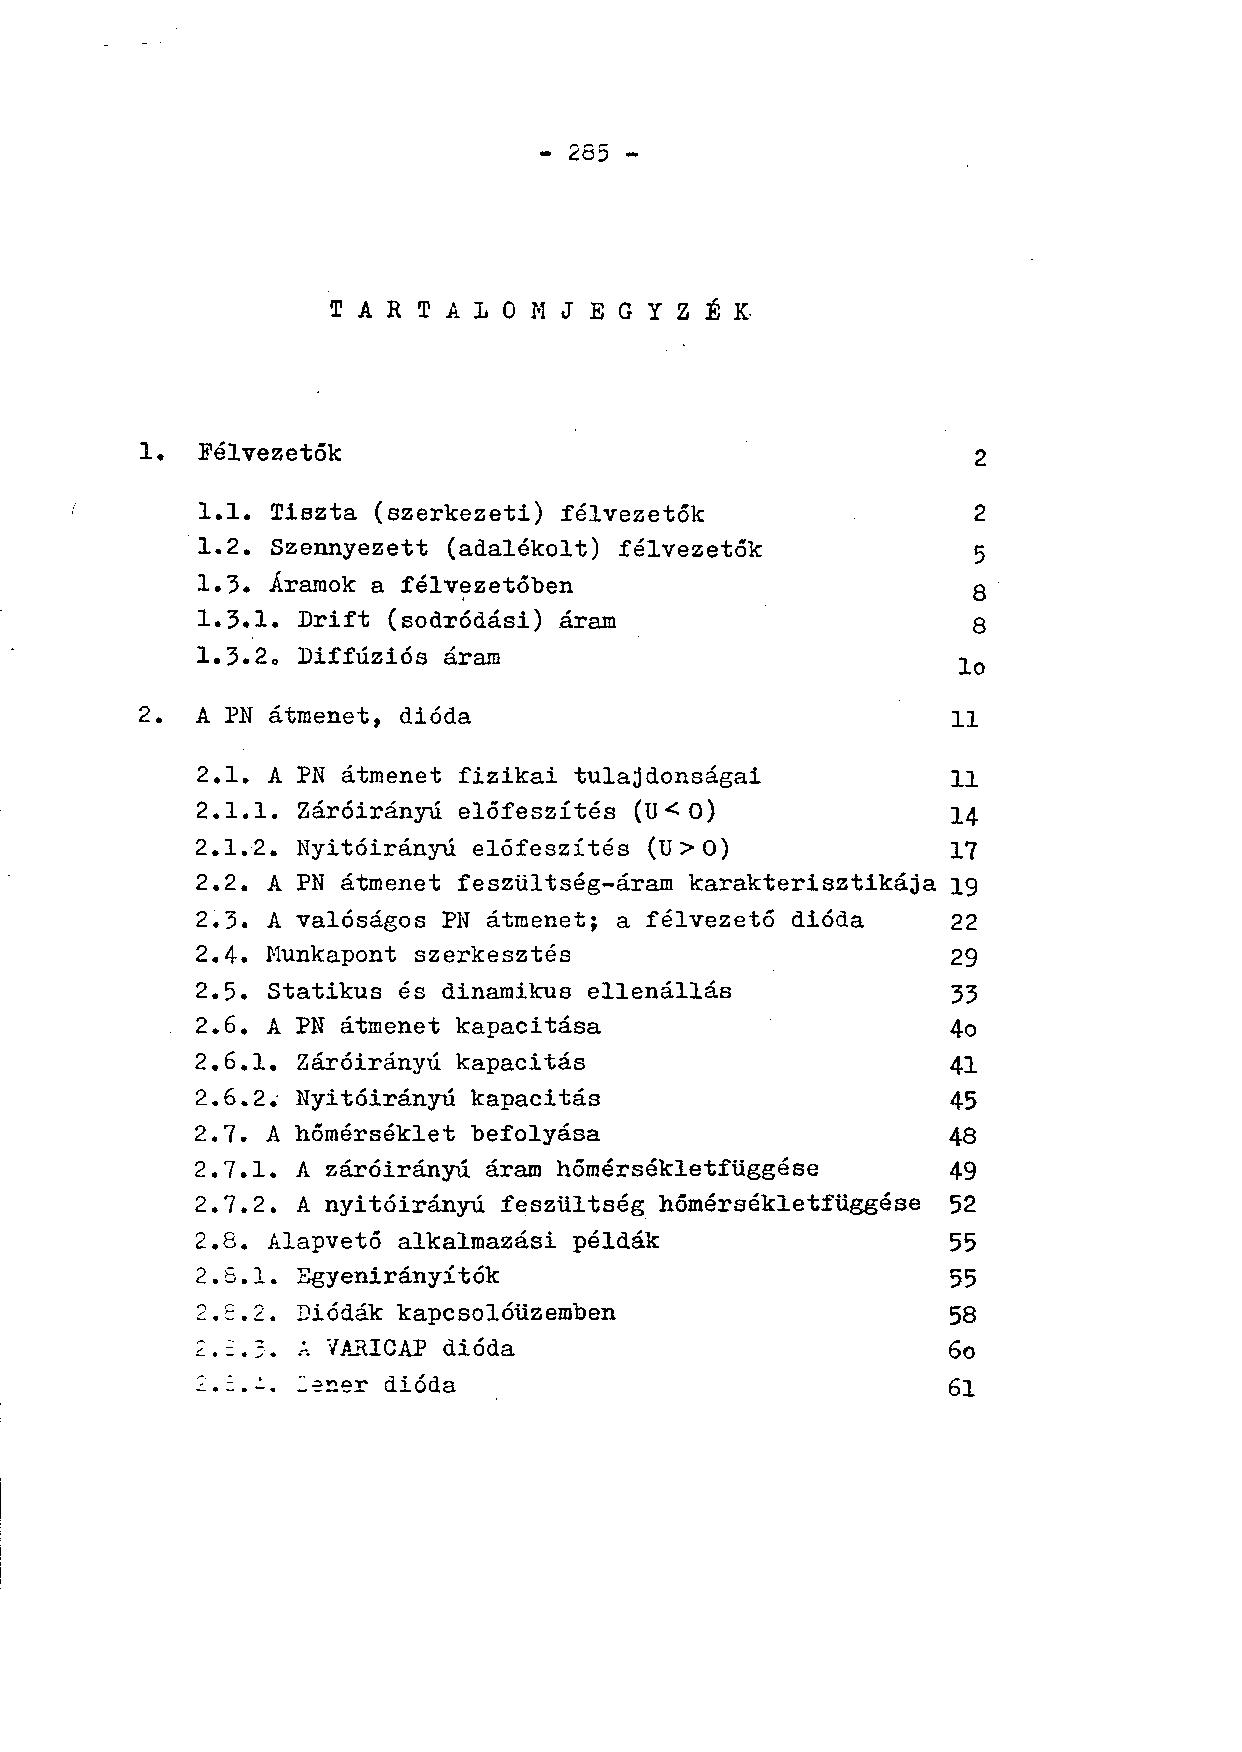 - 285 -
T A R T A L O M J E G Y Z É K
1. Félvezetők 2
1.1. Tiszta (szerkezeti) félvezetők 2
1.2. Szennyezett (adalékolt) félvezetők 5
1.3. Áramok a félvezetőben 8
1.3.1. Drift (sodródási) áram 8
1.3.2. Diffúziós áram lo
2. A PN átmenet, dióda 11
2.1. A PN átmenet fizikai tulajdonságai 11
2.1.1. Záróirányú előfeszítés (U < O) 14
2.1.2. Nyitóirányú előfeszítés (U > O) 17
2.2. A PN átmenet feszültség-áram karakterisztikája 19
2.3. A valóságos PN átmenet; a félvezető dióda 22
2.4. Munkapont szerkesztés 29
2.5. Statikus és dinamikus ellenállás 33
2.6. A PN átmenet kapacitása 4o
2.6.1. Záróirányú kapacitás 41
2.6.2. Nyitóirányú kapacitás 45
2.7. A hőmérséklet befolyása 48
2.7.1. A záróirányú áram hőmérsékletfüggése 49
2.7.2. A nyitóirányú feszültség hőmérsékletfüggése 52
2.8. Alapvető alkalmazási példák 55
2.8.1. Egyenirányítók 55
2.8.2. Diódák kapcsolóüzemben 58
2.8.3. A VARICAP dióda 6o
2.8.4. Zener dióda 61